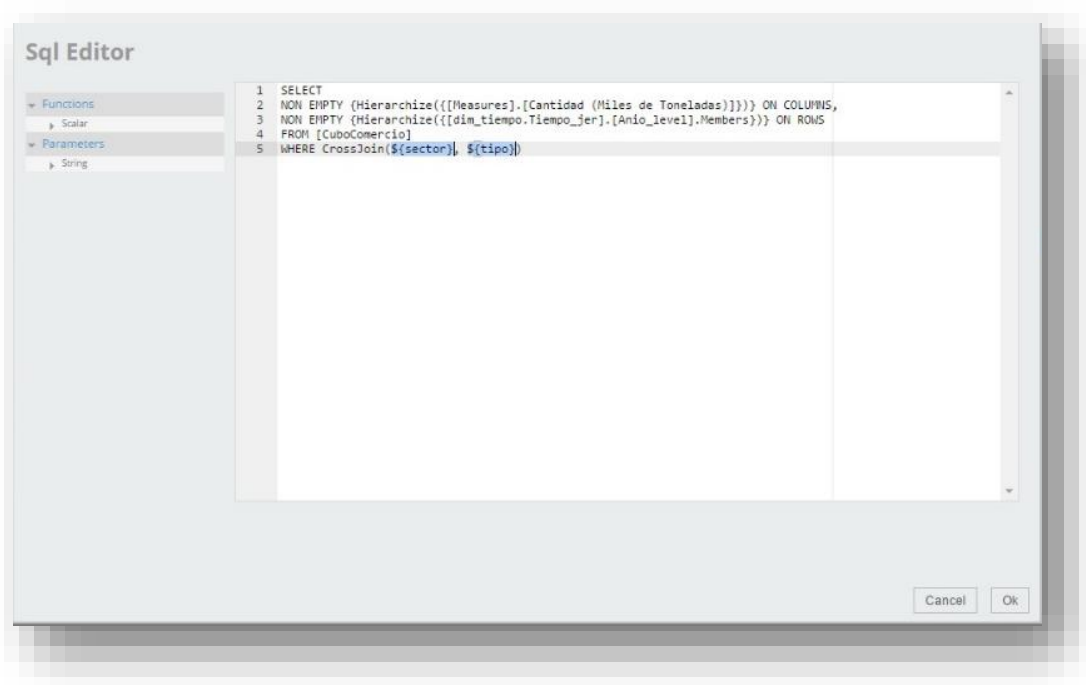 Sql Editor
Functions
Scalar
Parameters
String
1 SELECT
2 NON EMPTY {Hierarchize({[Measures].[Cantidad (Miles de Toneladas)]})} ON COLUMNS,
3 NON EMPTY {Hierarchize({[dim_tiempo.Tiempo_jer].[Anio_level].Members})} ON ROWS
4 FROM [CuboComercio]
5 WHERE CrossJoin(${sector}, ${tipo})
Cancel Ok